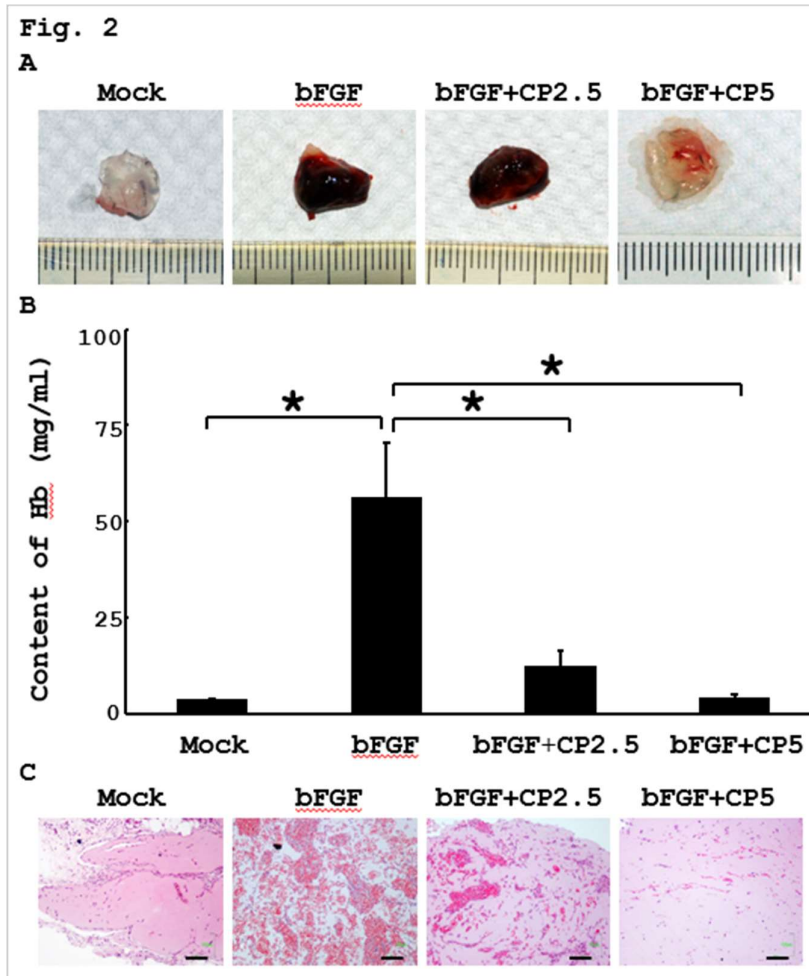 Fig. 2
A
Mock bFGF bFGF+CP2.5 bFGF+CP5
B
Content of Hb (mg/ml)
100
75
50
25
0
* * *
Mock bFGF bFGF+CP2.5 bFGF+CP5
C
Mock bFGF bFGF+CP2.5 bFGF+CP5